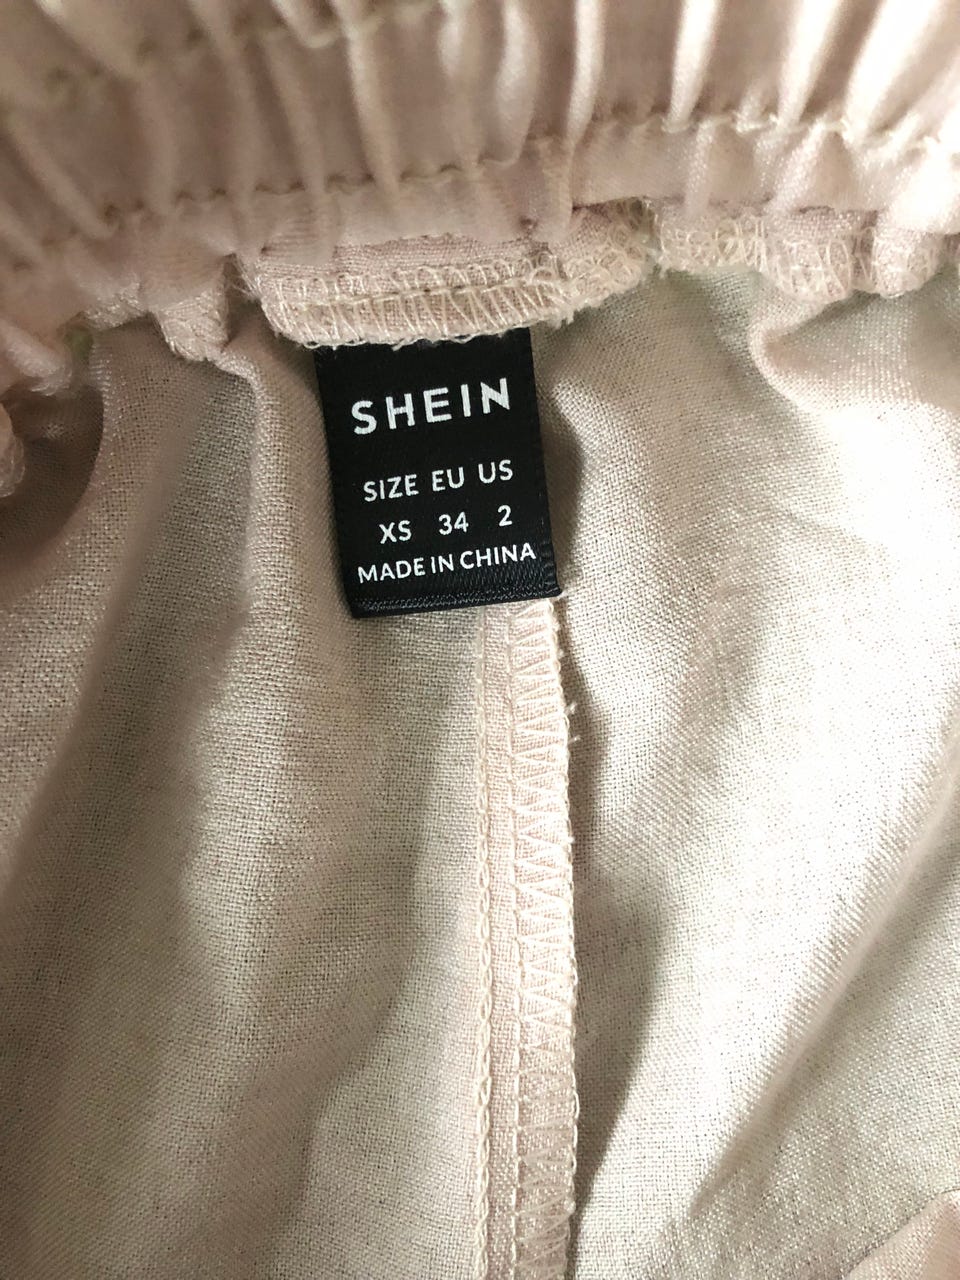 SHEIN
SIZE EU US
XS 34 2
MADE IN CHINA